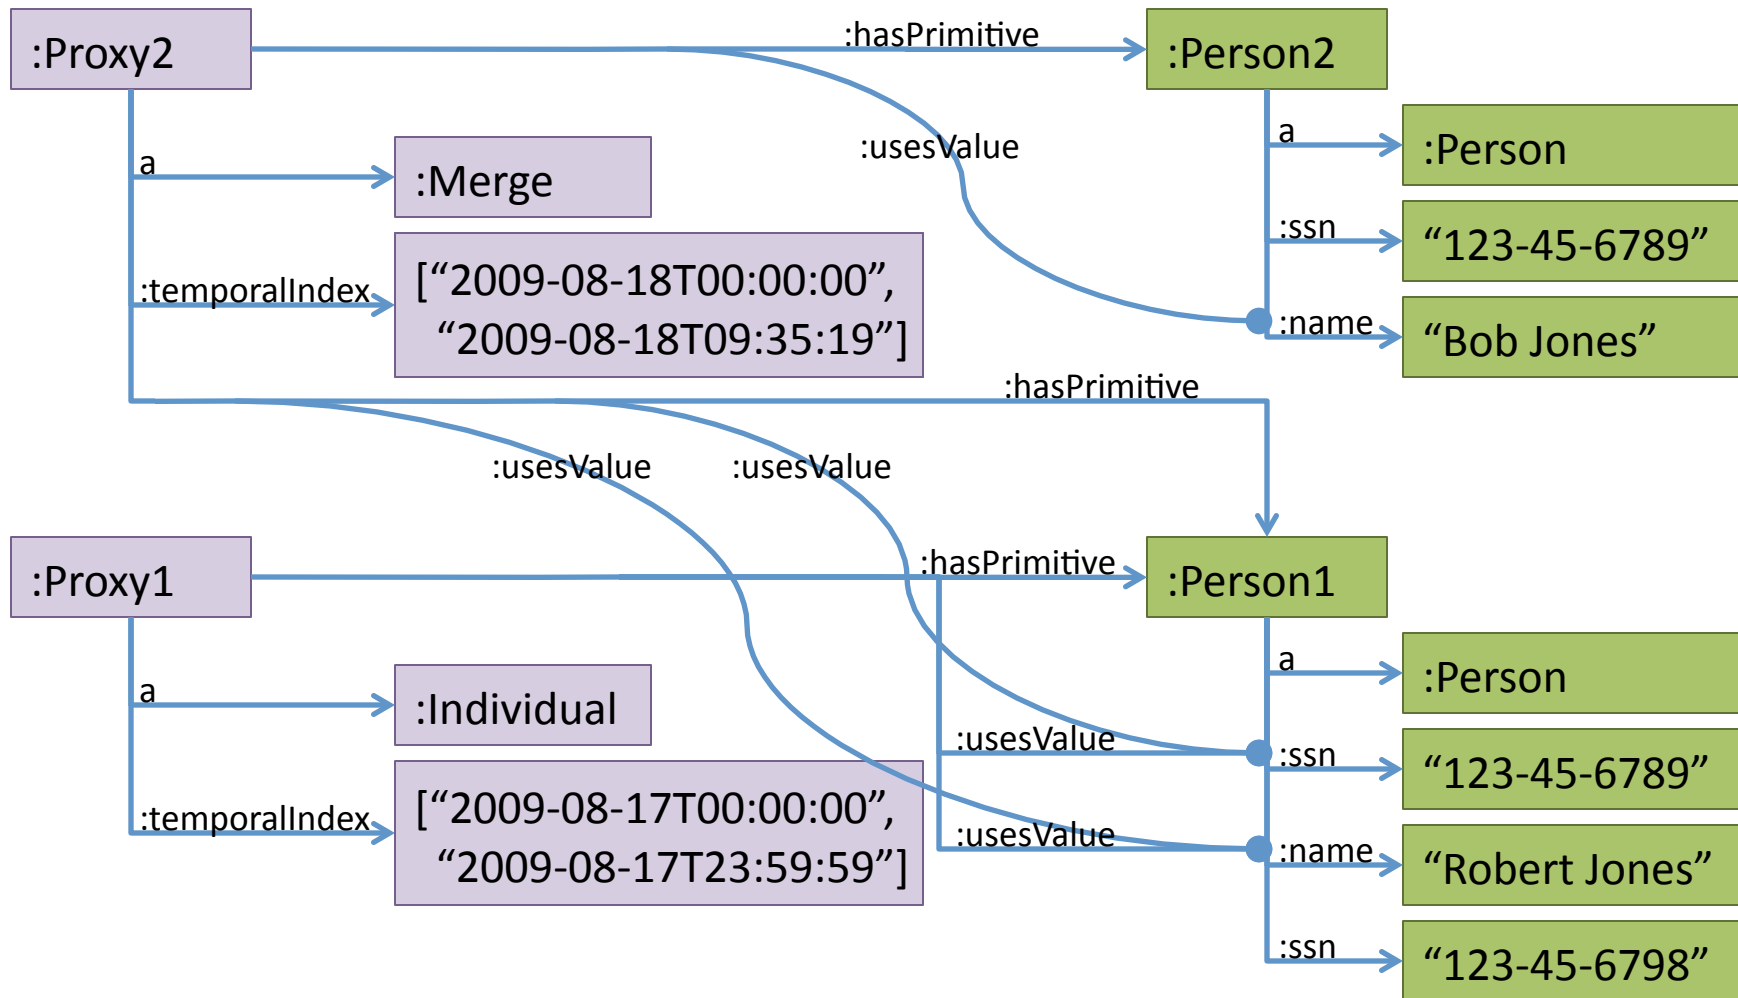 :Proxy2
:hasPrimitive
:Person2
a
:Person
:usesValue
a
:Merge
:ssn
“123-45-6789”
:temporalIndex
[“2009-08-18T00:00:00”,
“2009-08-18T09:35:19”]
:name
“Bob Jones”
:hasPrimitive
:usesValue
:usesValue
:Proxy1
:hasPrimitive
:Person1
a
:Person
a
:Individual
:usesValue
:ssn
“123-45-6789”
:temporalIndex
[“2009-08-17T00:00:00”,
“2009-08-17T23:59:59”]
:usesValue
:name
“Robert Jones”
:ssn
“123-45-6798”